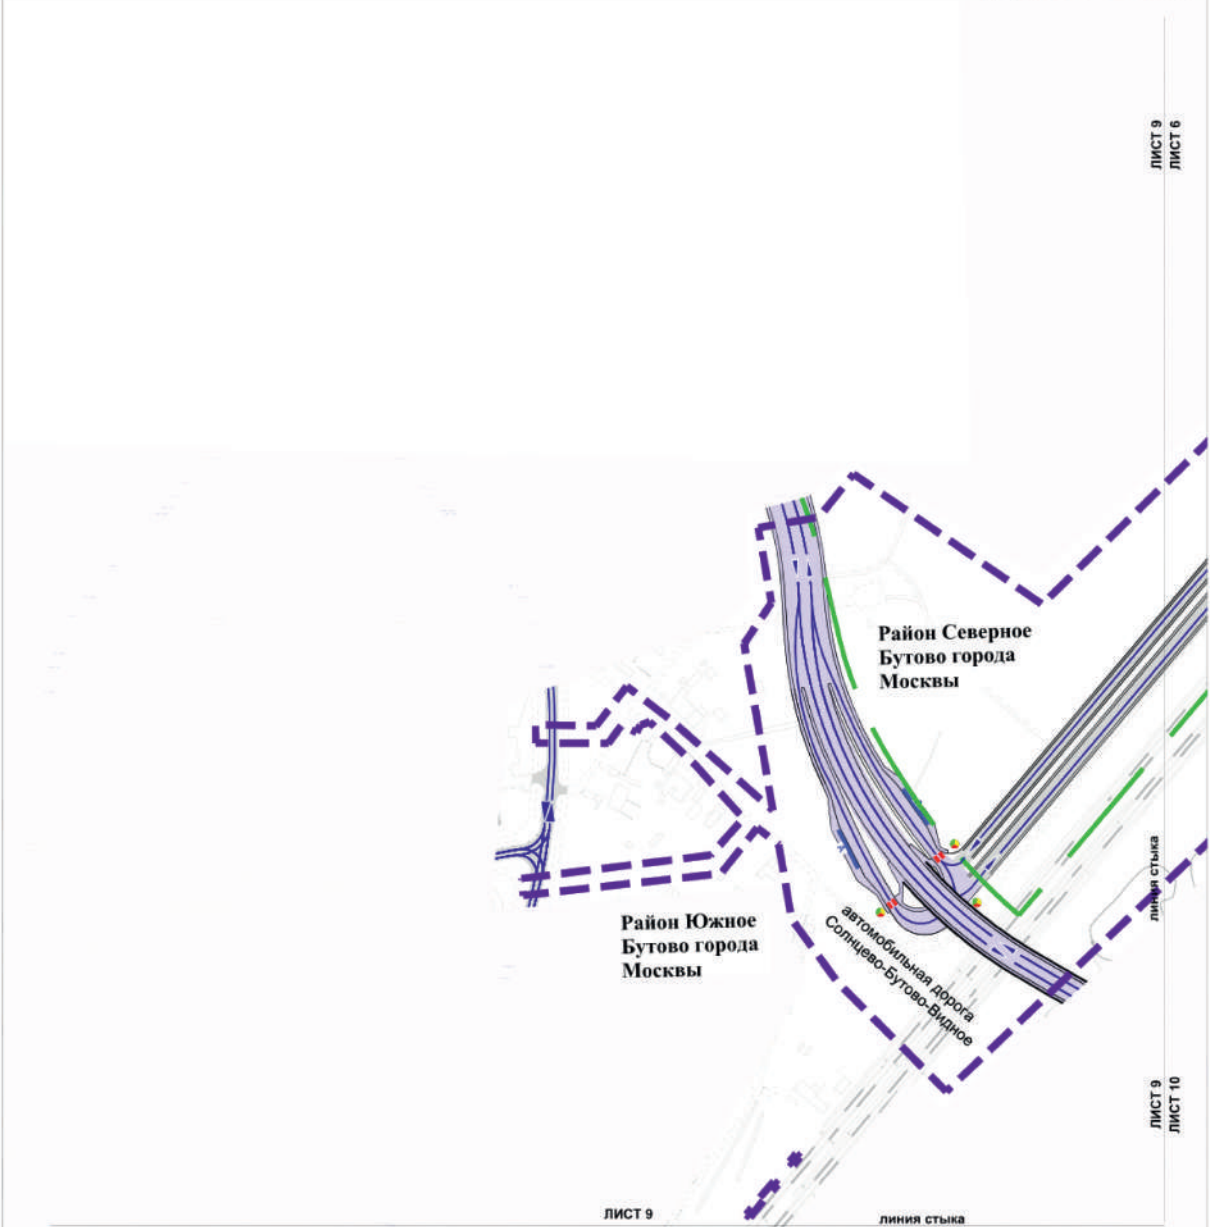 ЛИСТ 9
ЛИСТ 6
Район Северное
Бутово города
Москвы
линия стыка
Район Южное
Бутово города
Москвы
автомобильная дорога
Солнцево-Бутово-Видное
ЛИСТ 9
ЛИСТ 10
ЛИСТ 9
линия стыка